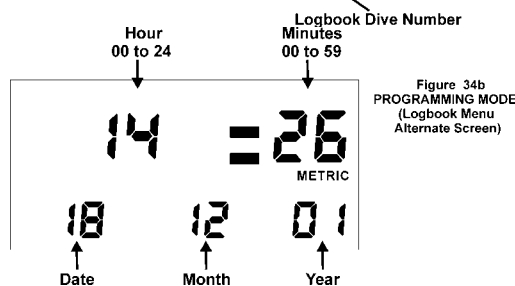 Logbook Dive Number
Hour
00 to 24
Minutes
00 to 59
Figure 34b
PROGRAMMING MODE
(Logbook Menu
Alternate Screen)
14 = 26
METRIC
18 12 01
Date Month Year